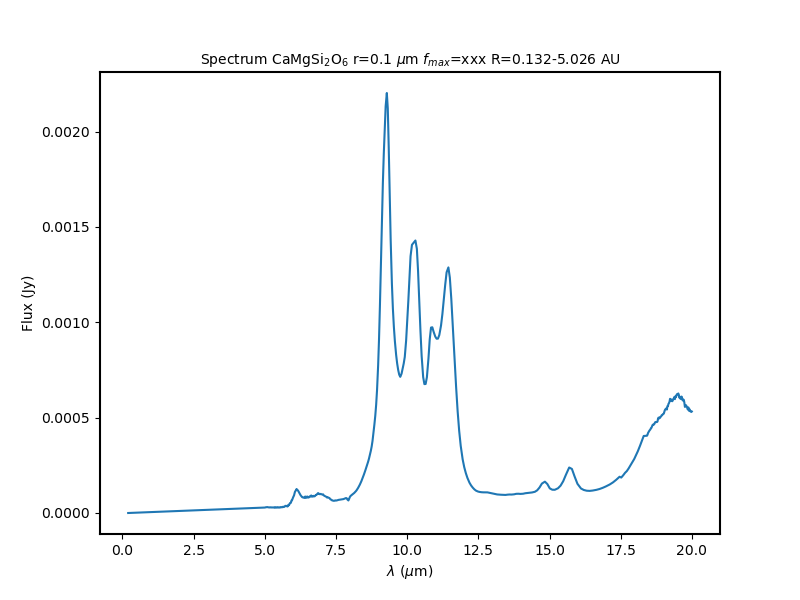 Spectrum CaMgSi₂O₆ r=0.1 μm fₘₐₓ=xxx R=0.132-5.026 AU
Flux (Jy)
0.0020
0.0015
0.0010
0.0005
0.0000
0.0 2.5 5.0 7.5 10.0 12.5 15.0 17.5 20.0
λ (μm)